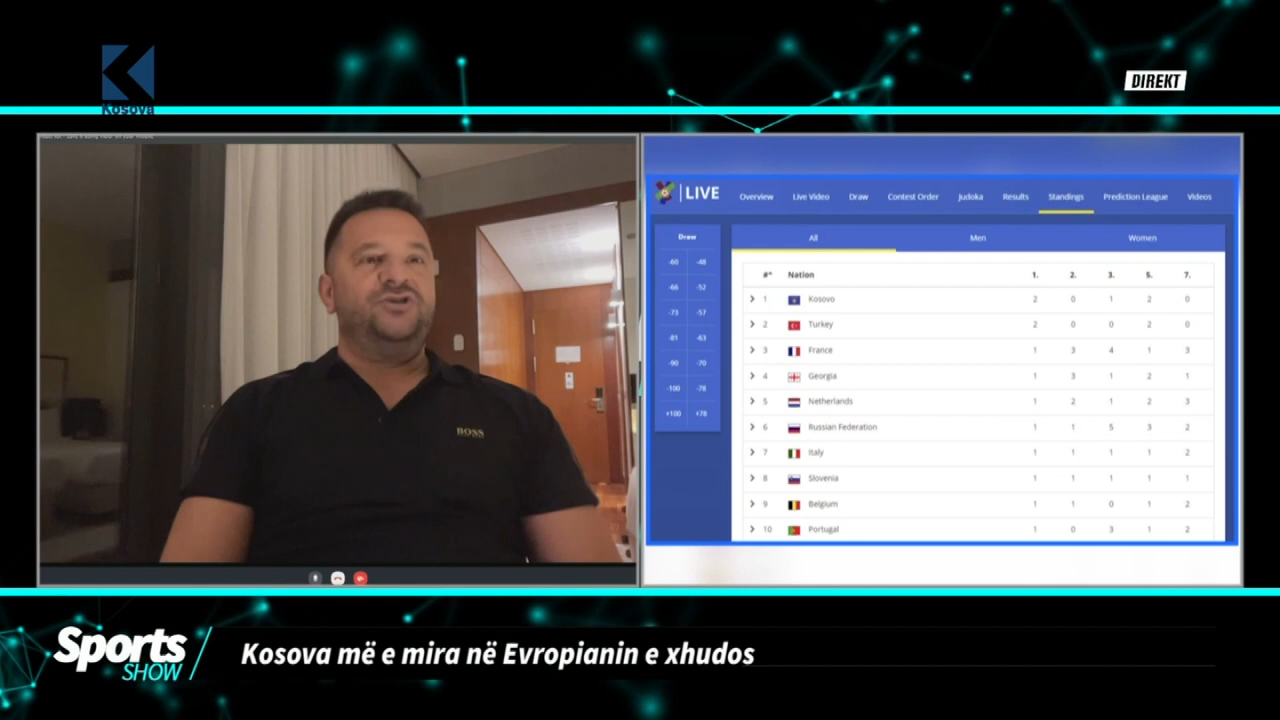 Kosova
DIREKT
LIVE
Overview Live Video Draw Contest Order Judoka Results Standings Prediction League Videos
Draw
-60 -48
-66 -52
-73 -57
-81 -63
-90 -70
-100 -78
+100 +78
All Men Women
#^ Nation 1. 2. 3. 5. 7.
1 Kosovo 2 0 1 2 0
2 Turkey 2 0 0 2 0
3 France 1 3 4 1 3
4 Georgia 1 3 1 2 1
5 Netherlands 1 2 1 2 3
6 Russian Federation 1 1 5 3 2
7 Italy 1 1 1 1 2
8 Slovenia 1 1 1 1 1
9 Belgium 1 1 0 1 2
10 Portugal 1 0 3 1 2
BOSS
Sports
SHOW
Kosova më e mira në Evropianin e xhudos